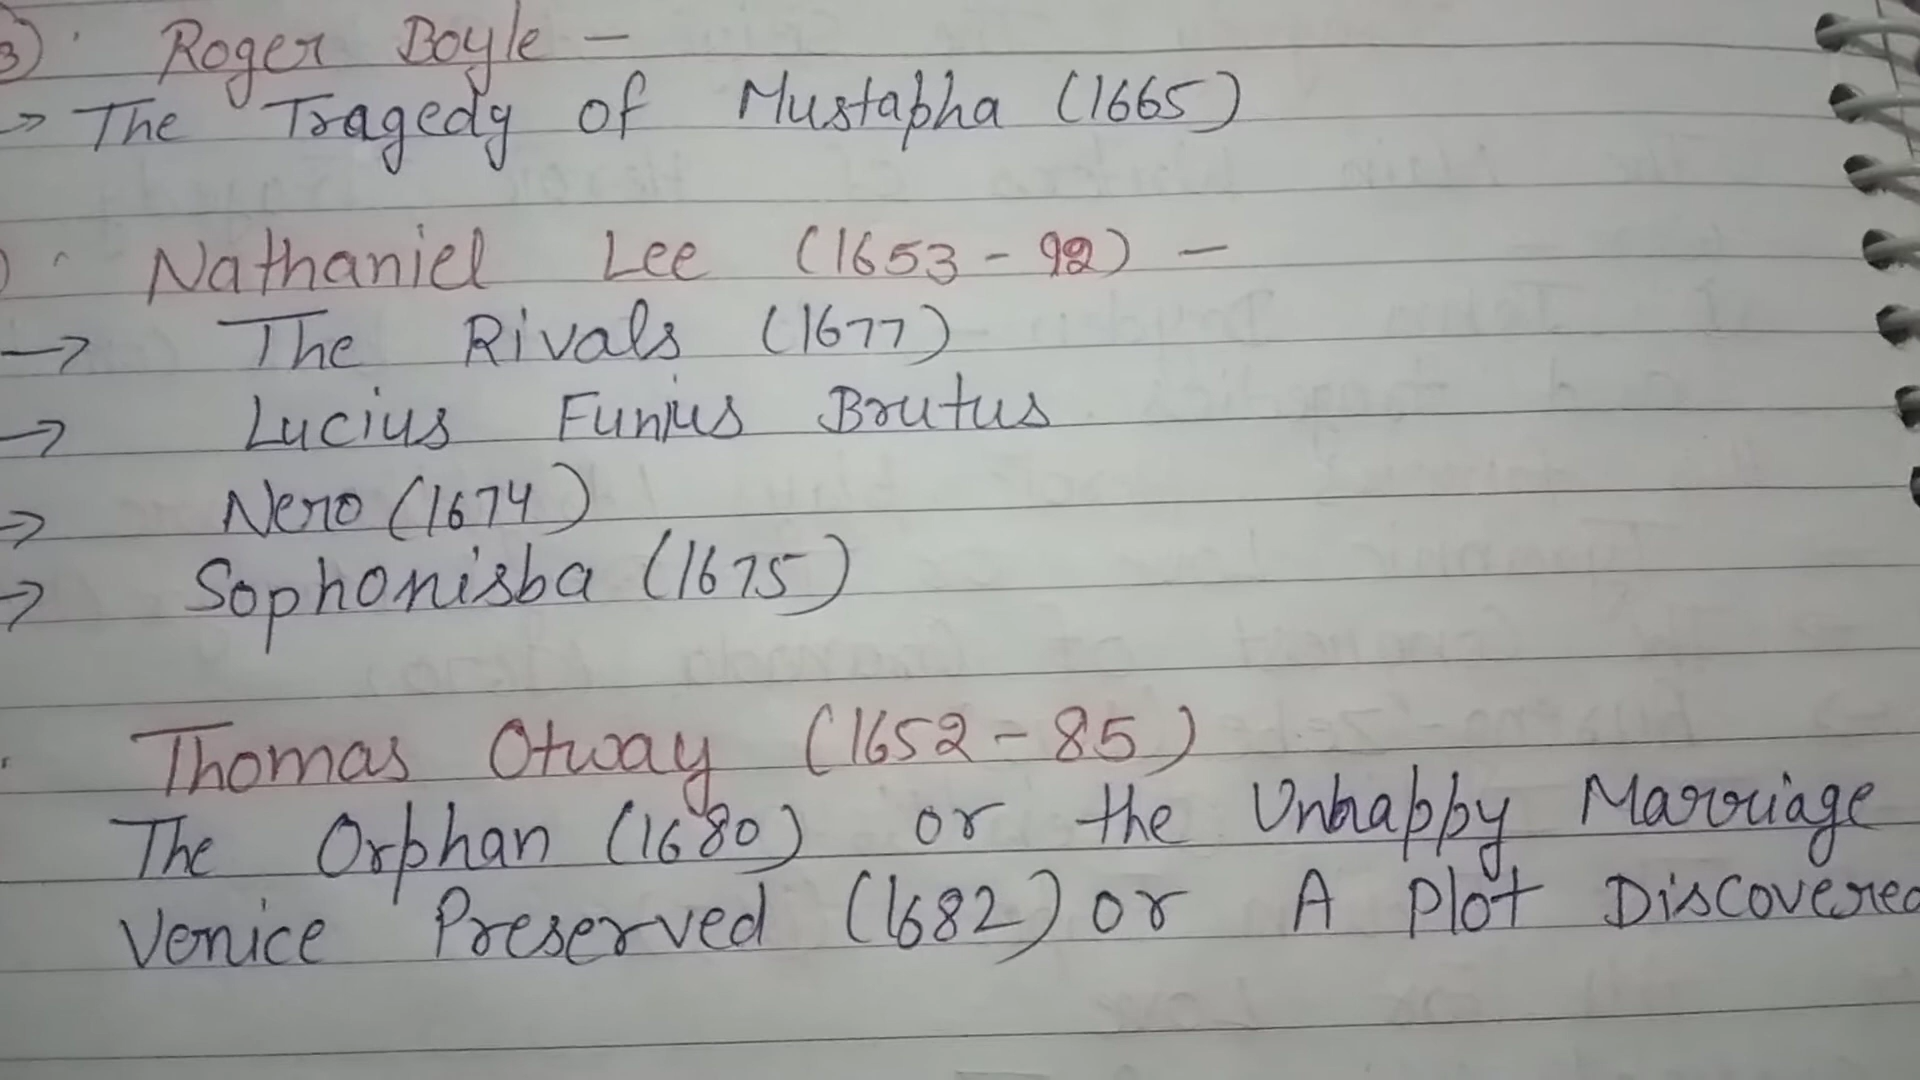 3) Roger Boyle –
→ The Tragedy of Mustapha (1665)
) Nathaniel Lee (1653 - 92) –
→ The Rivals (1677)
→ Lucius Funius Brutus
→ Nero (1674)
→ Sophonisba (1675)
Thomas Otway (1652 - 85)
The Orphan (1680) or the Unhappy Marriage
Venice Preserved (1682) or A Plot Discovered